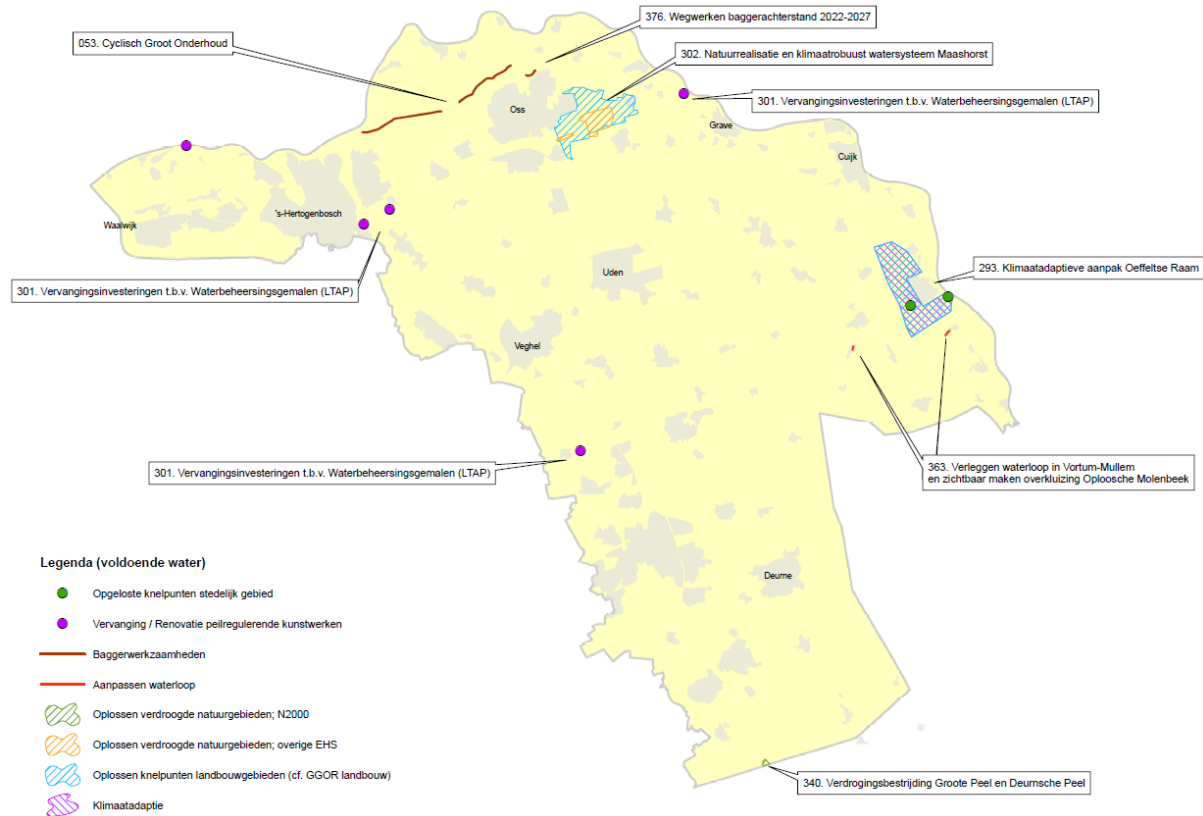 376. Wegwerken baggerachterstand 2022-2027
053. Cyclisch Groot Onderhoud
302. Natuurrealisatie en klimaatrobuust watersysteem Maashorst
301. Vervangingsinvesteringen t.b.v. Waterbeheersingsgemalen (LTAP)
Oss
Grave
Cuijk
's-Hertogenbosch
Waalwijk
Uden
293. Klimaatadaptieve aanpak Oeffeltse Raam
301. Vervangingsinvesteringen t.b.v. Waterbeheersingsgemalen (LTAP)
Veghel
301. Vervangingsinvesteringen t.b.v. Waterbeheersingsgemalen (LTAP)
363. Verleggen waterloop in Vortum-Mullem
en zichtbaar maken overkluizing Oploosche Molenbeek
Deurne
Legenda (voldoende water)
Opgeloste knelpunten stedelijk gebied
Vervanging / Renovatie peilregulerende kunstwerken
Baggerwerkzaamheden
Aanpassen waterloop
Oplossen verdroogde natuurgebieden; N2000
Oplossen verdroogde natuurgebieden; overige EHS
Oplossen knelpunten landbouwgebieden (cf. GGOR landbouw)
Klimaatadaptie
340. Verdrogingsbestrijding Groote Peel en Deurnsche Peel